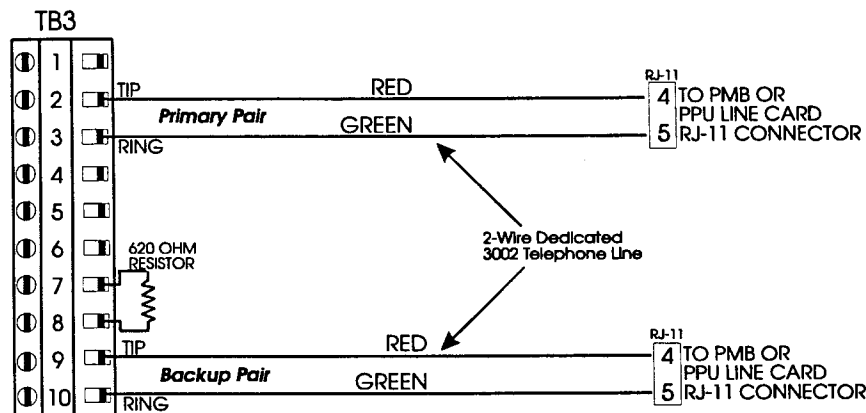 TB3
1
2
3
4
5
6
7
8
9
10
TIP
RED
Primary Pair
GREEN
RING
RJ-11
4 TO PMB OR
PPU LINE CARD
5 RJ-11 CONNECTOR
2-Wire Dedicated
3002 Telephone Line
620 OHM
RESISTOR
TIP
RED
Backup Pair
GREEN
RING
RJ-11
4 TO PMB OR
PPU LINE CARD
5 RJ-11 CONNECTOR